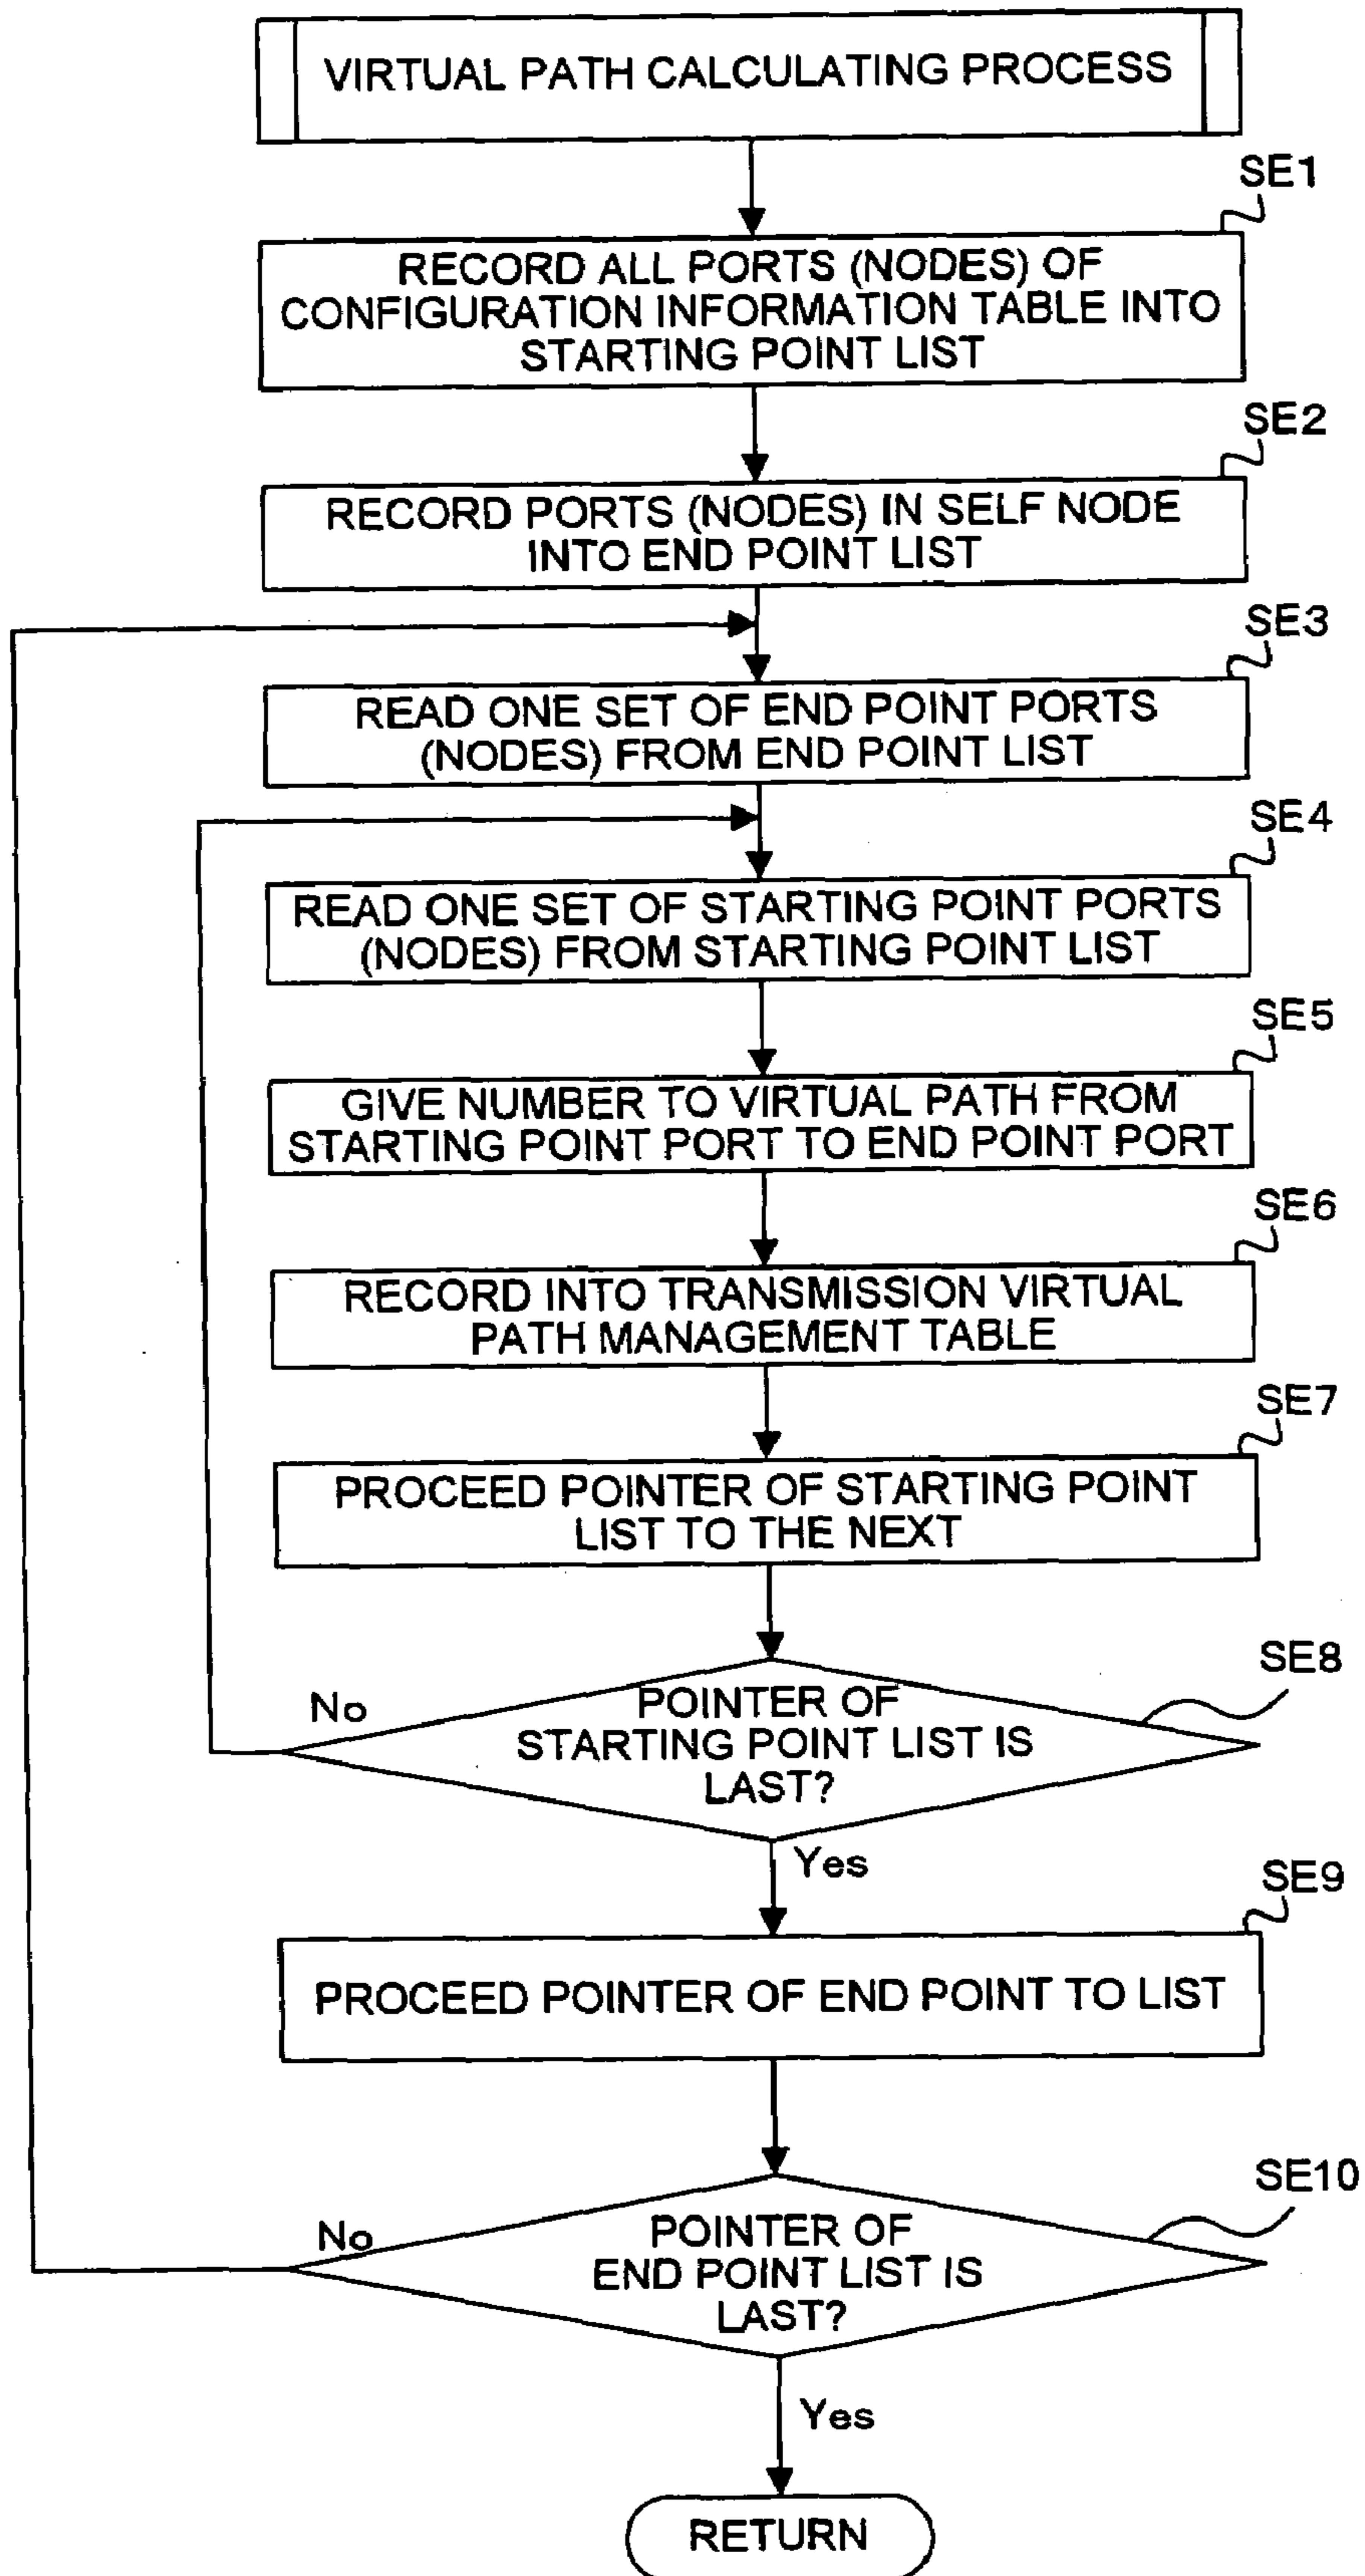 VIRTUAL PATH CALCULATING PROCESS
SE1
RECORD ALL PORTS (NODES) OF
CONFIGURATION INFORMATION TABLE INTO
STARTING POINT LIST
SE2
RECORD PORTS (NODES) IN SELF NODE
INTO END POINT LIST
SE3
READ ONE SET OF END POINT PORTS
(NODES) FROM END POINT LIST
SE4
READ ONE SET OF STARTING POINT PORTS
(NODES) FROM STARTING POINT LIST
SE5
GIVE NUMBER TO VIRTUAL PATH FROM
STARTING POINT PORT TO END POINT PORT
SE6
RECORD INTO TRANSMISSION VIRTUAL
PATH MANAGEMENT TABLE
SE7
PROCEED POINTER OF STARTING POINT
LIST TO THE NEXT
SE8
No
POINTER OF
STARTING POINT LIST IS
LAST?
Yes
SE9
PROCEED POINTER OF END POINT TO LIST
SE10
No
POINTER OF
END POINT LIST IS
LAST?
Yes
RETURN